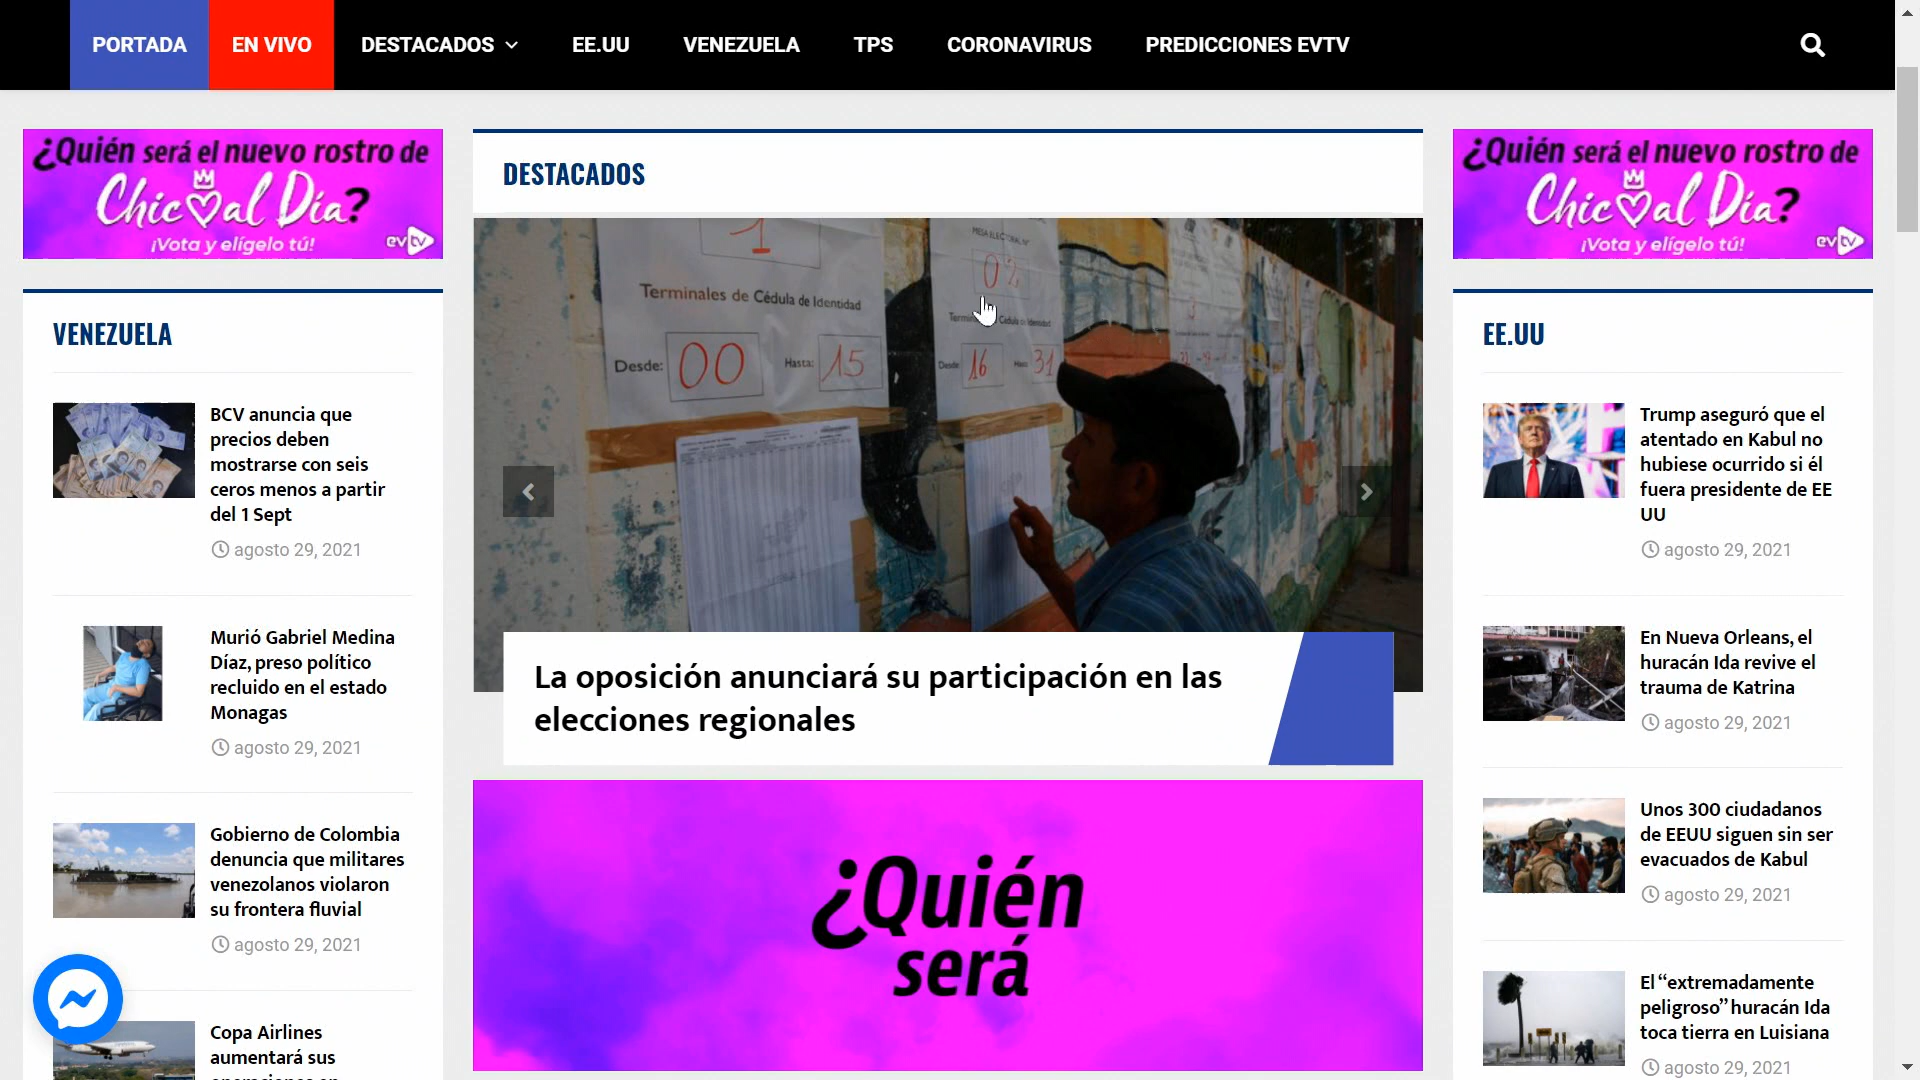 PORTADA
EN VIVO
DESTACADOS
EE.UU
VENEZUELA
TPS
CORONAVIRUS
PREDICCIONES EVTV
¿Quién será el nuevo rostro de
Chic al Día?
¡Vota y elígelo tú!
evtv
VENEZUELA
BCV anuncia que
precios deben
mostrarse con seis
ceros menos a partir
del 1 Sept
agosto 29, 2021
Murió Gabriel Medina
Díaz, preso político
recluido en el estado
Monagas
agosto 29, 2021
Gobierno de Colombia
denuncia que militares
venezolanos violaron
su frontera fluvial
agosto 29, 2021
Copa Airlines
aumentará sus
DESTACADOS
1
Terminales de Cédula de Identidad
Desde: 00 Hasta: 15
MESA ELECTORAL Nº
02
Desde: 16 Hasta: 31
La oposición anunciará su participación en las
elecciones regionales
¿Quién
será
¿Quién será el nuevo rostro de
Chic al Día?
¡Vota y elígelo tú!
evtv
EE.UU
Trump aseguró que el
atentado en Kabul no
hubiese ocurrido si él
fuera presidente de EE
UU
agosto 29, 2021
En Nueva Orleans, el
huracán Ida revive el
trauma de Katrina
agosto 29, 2021
Unos 300 ciudadanos
de EEUU siguen sin ser
evacuados de Kabul
agosto 29, 2021
El “extremadamente
peligroso” huracán Ida
toca tierra en Luisiana
agosto 29, 2021